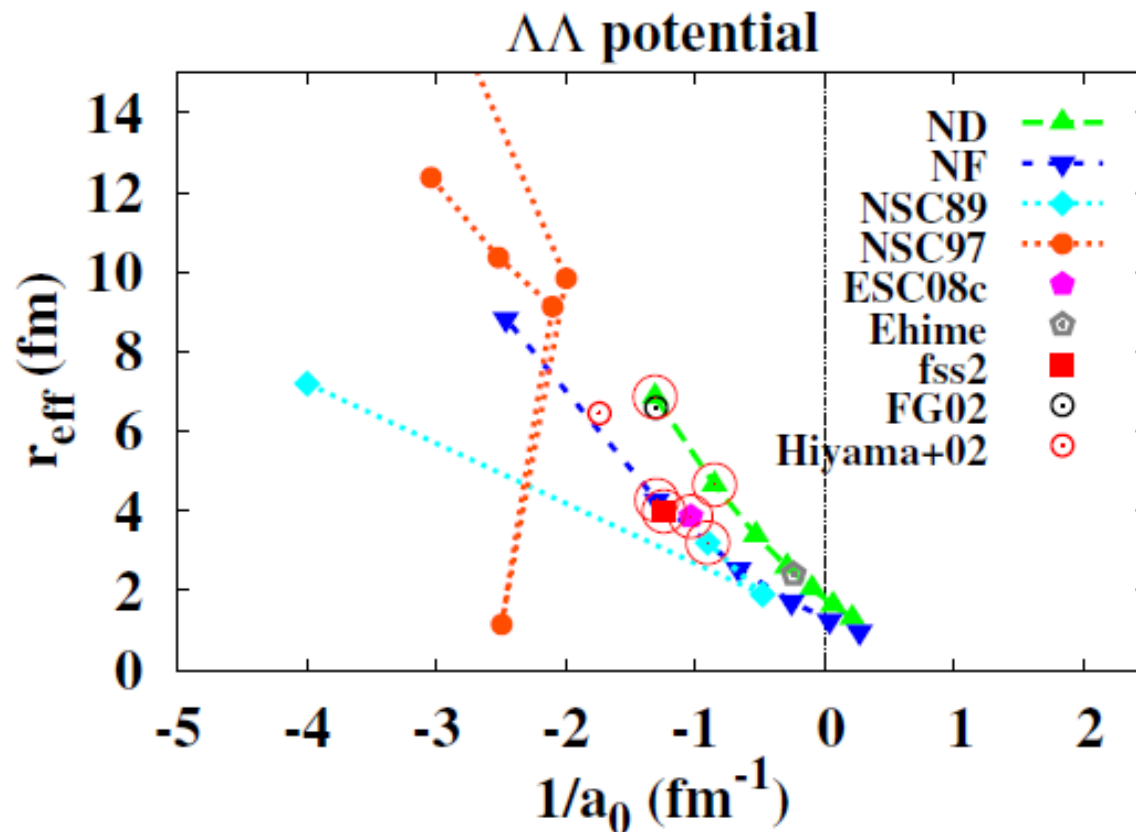 ΛΛ potential
14
12
10
8
6
4
2
0
r_eff (fm)
ND
NF
NSC89
NSC97
ESC08c
Ehime
fss2
FG02
Hiyama+02
-5 -4 -3 -2 -1 0 1 2
1/a_0 (fm^-1)